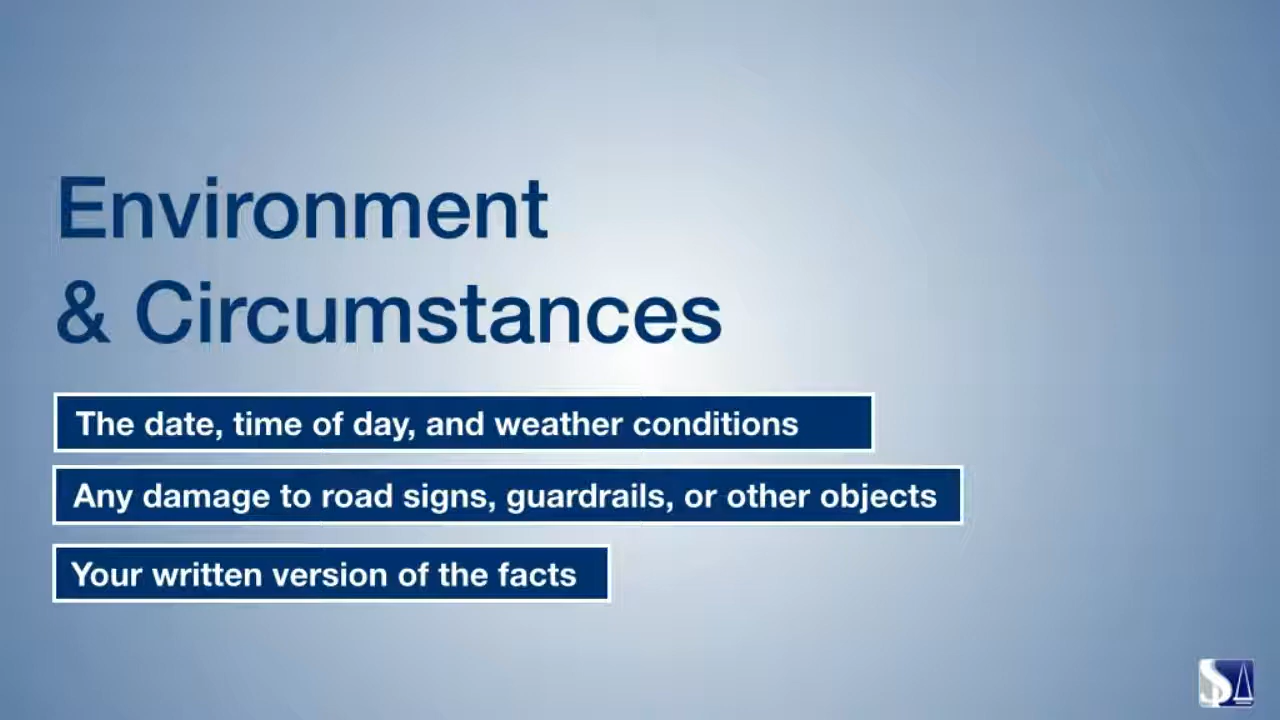 Environment
& Circumstances
The date, time of day, and weather conditions
Any damage to road signs, guardrails, or other objects
Your written version of the facts